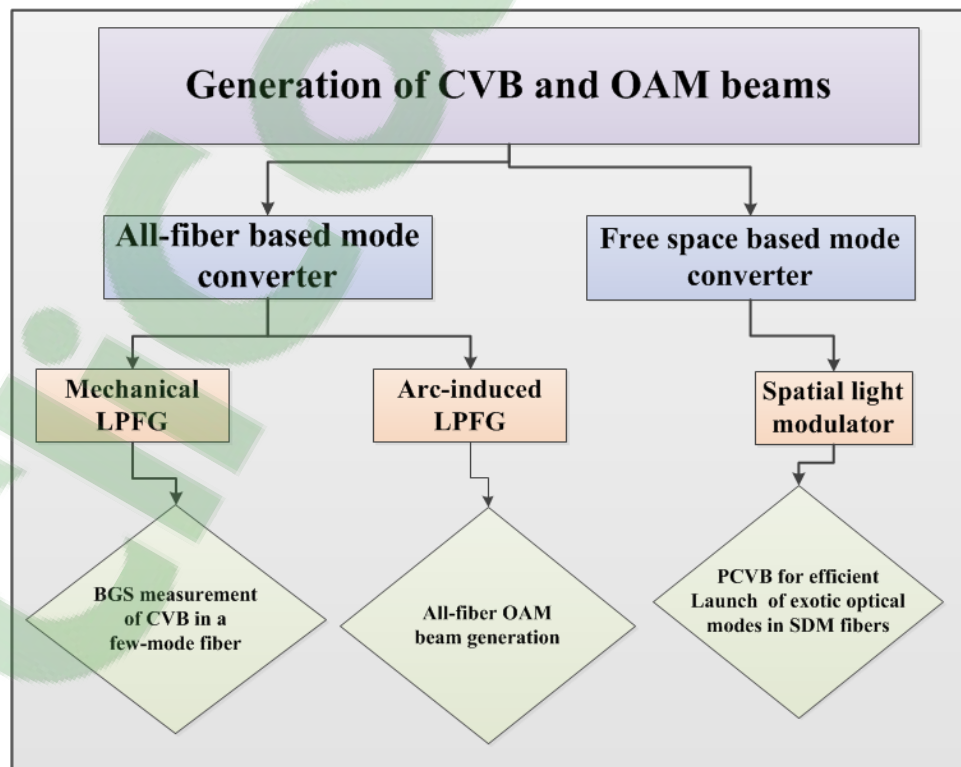 Generation of CVB and OAM beams
All-fiber based mode
converter
Free space based mode
converter
Mechanical
LPFG
Arc-induced
LPFG
Spatial light
modulator
BGS measurement
of CVB in a
few-mode fiber
All-fiber OAM
beam generation
PCVB for efficient
Launch of exotic optical
modes in SDM fibers